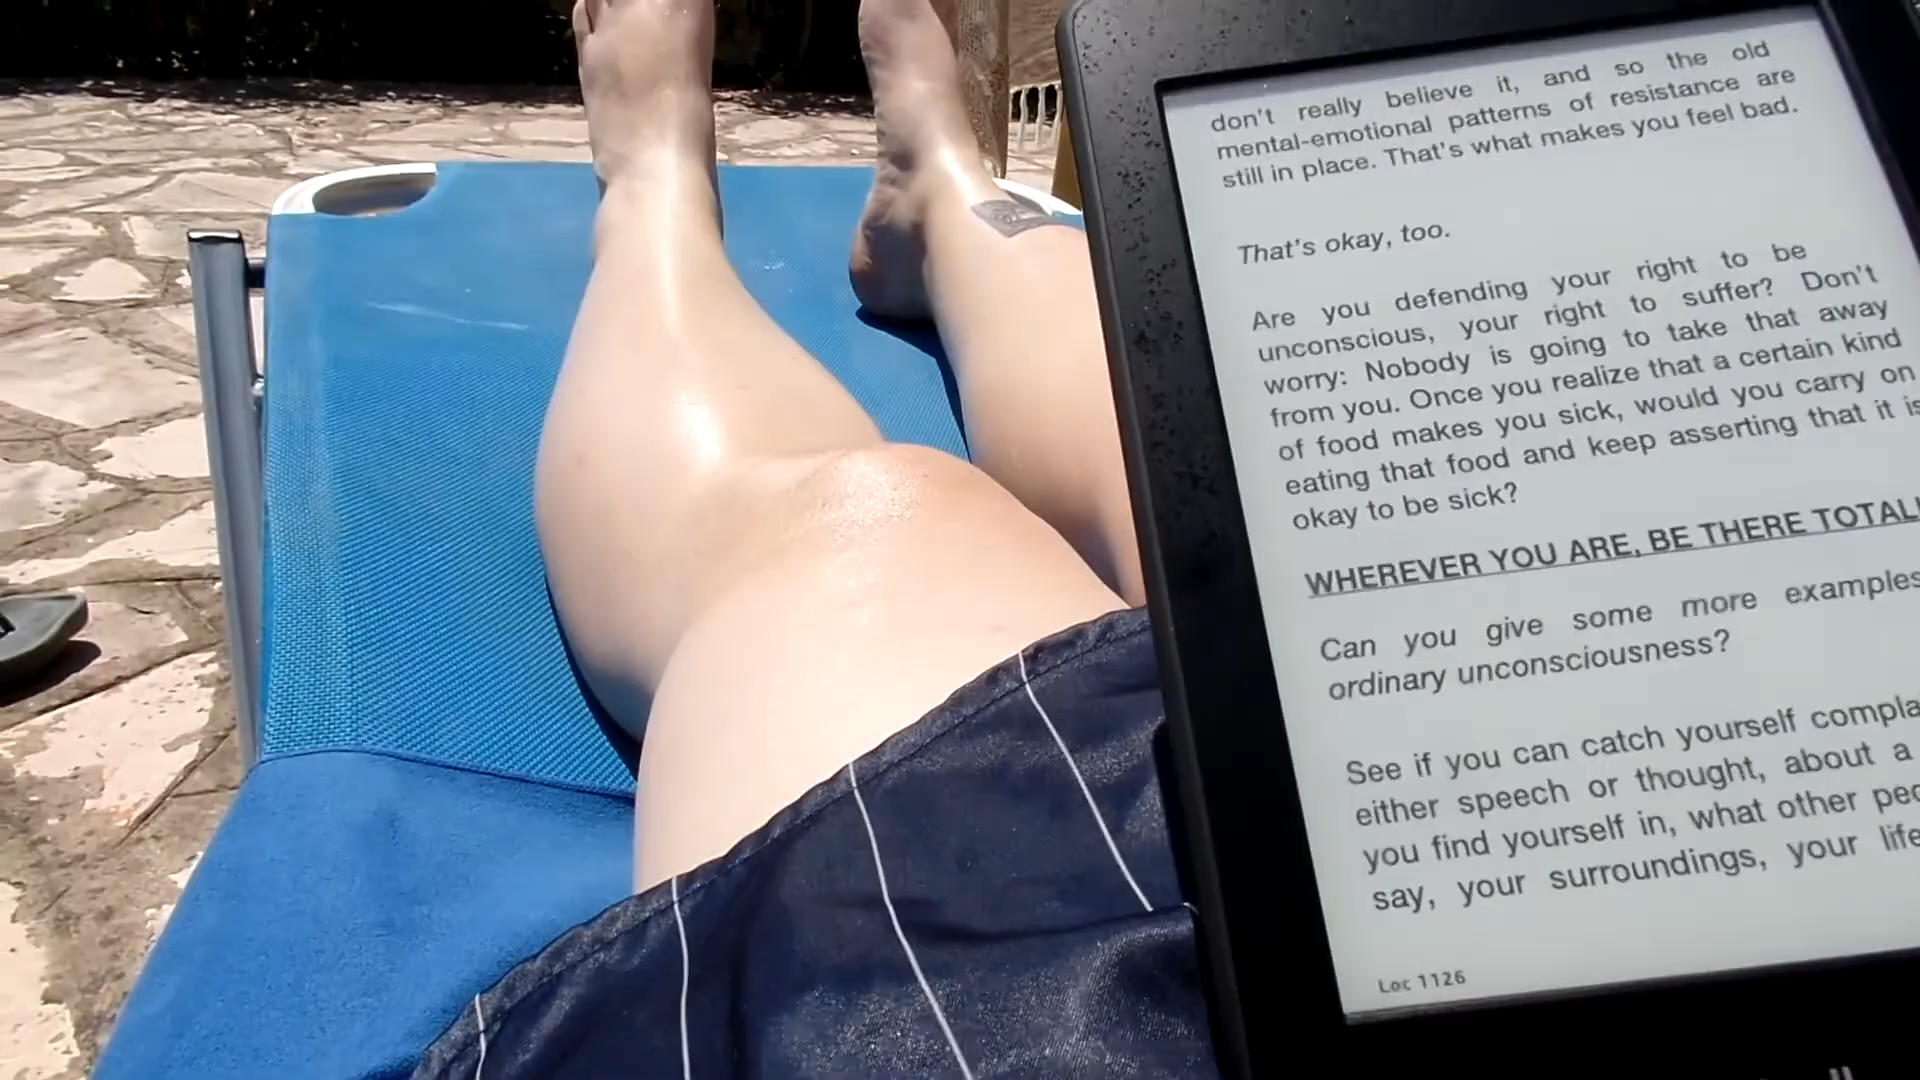 don't really believe it, and so the old
mental-emotional patterns of resistance are
still in place. That's what makes you feel bad.
That's okay, too.
Are you defending your right to be
unconscious, your right to suffer? Don't
worry: Nobody is going to take that away
from you. Once you realize that a certain kind
of food makes you sick, would you carry on
eating that food and keep asserting that it is
okay to be sick?
WHEREVER YOU ARE, BE THERE TOTALL
Can you give some more examples
ordinary unconsciousness?
See if you can catch yourself compla
either speech or thought, about a
you find yourself in, what other peo
say, your surroundings, your life
Loc 1126